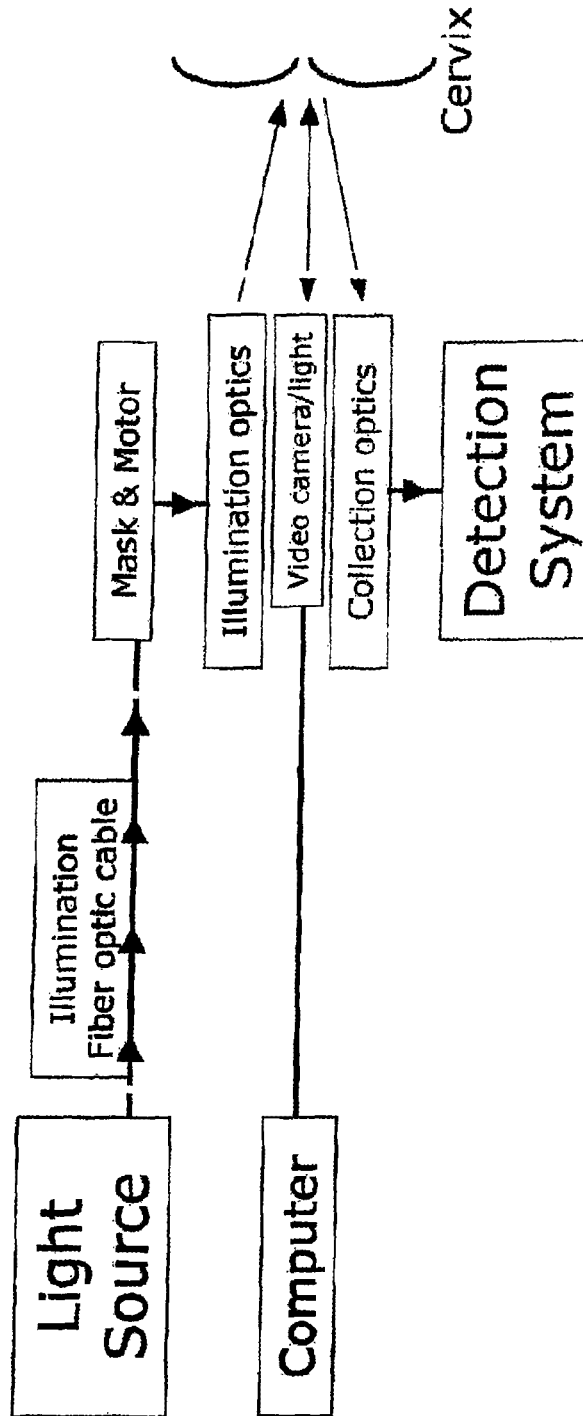 Light
Source
Illumination
Fiber optic cable
Mask & Motor
Computer
Illumination optics
Video camera/light
Collection optics
Detection
System
Cervix